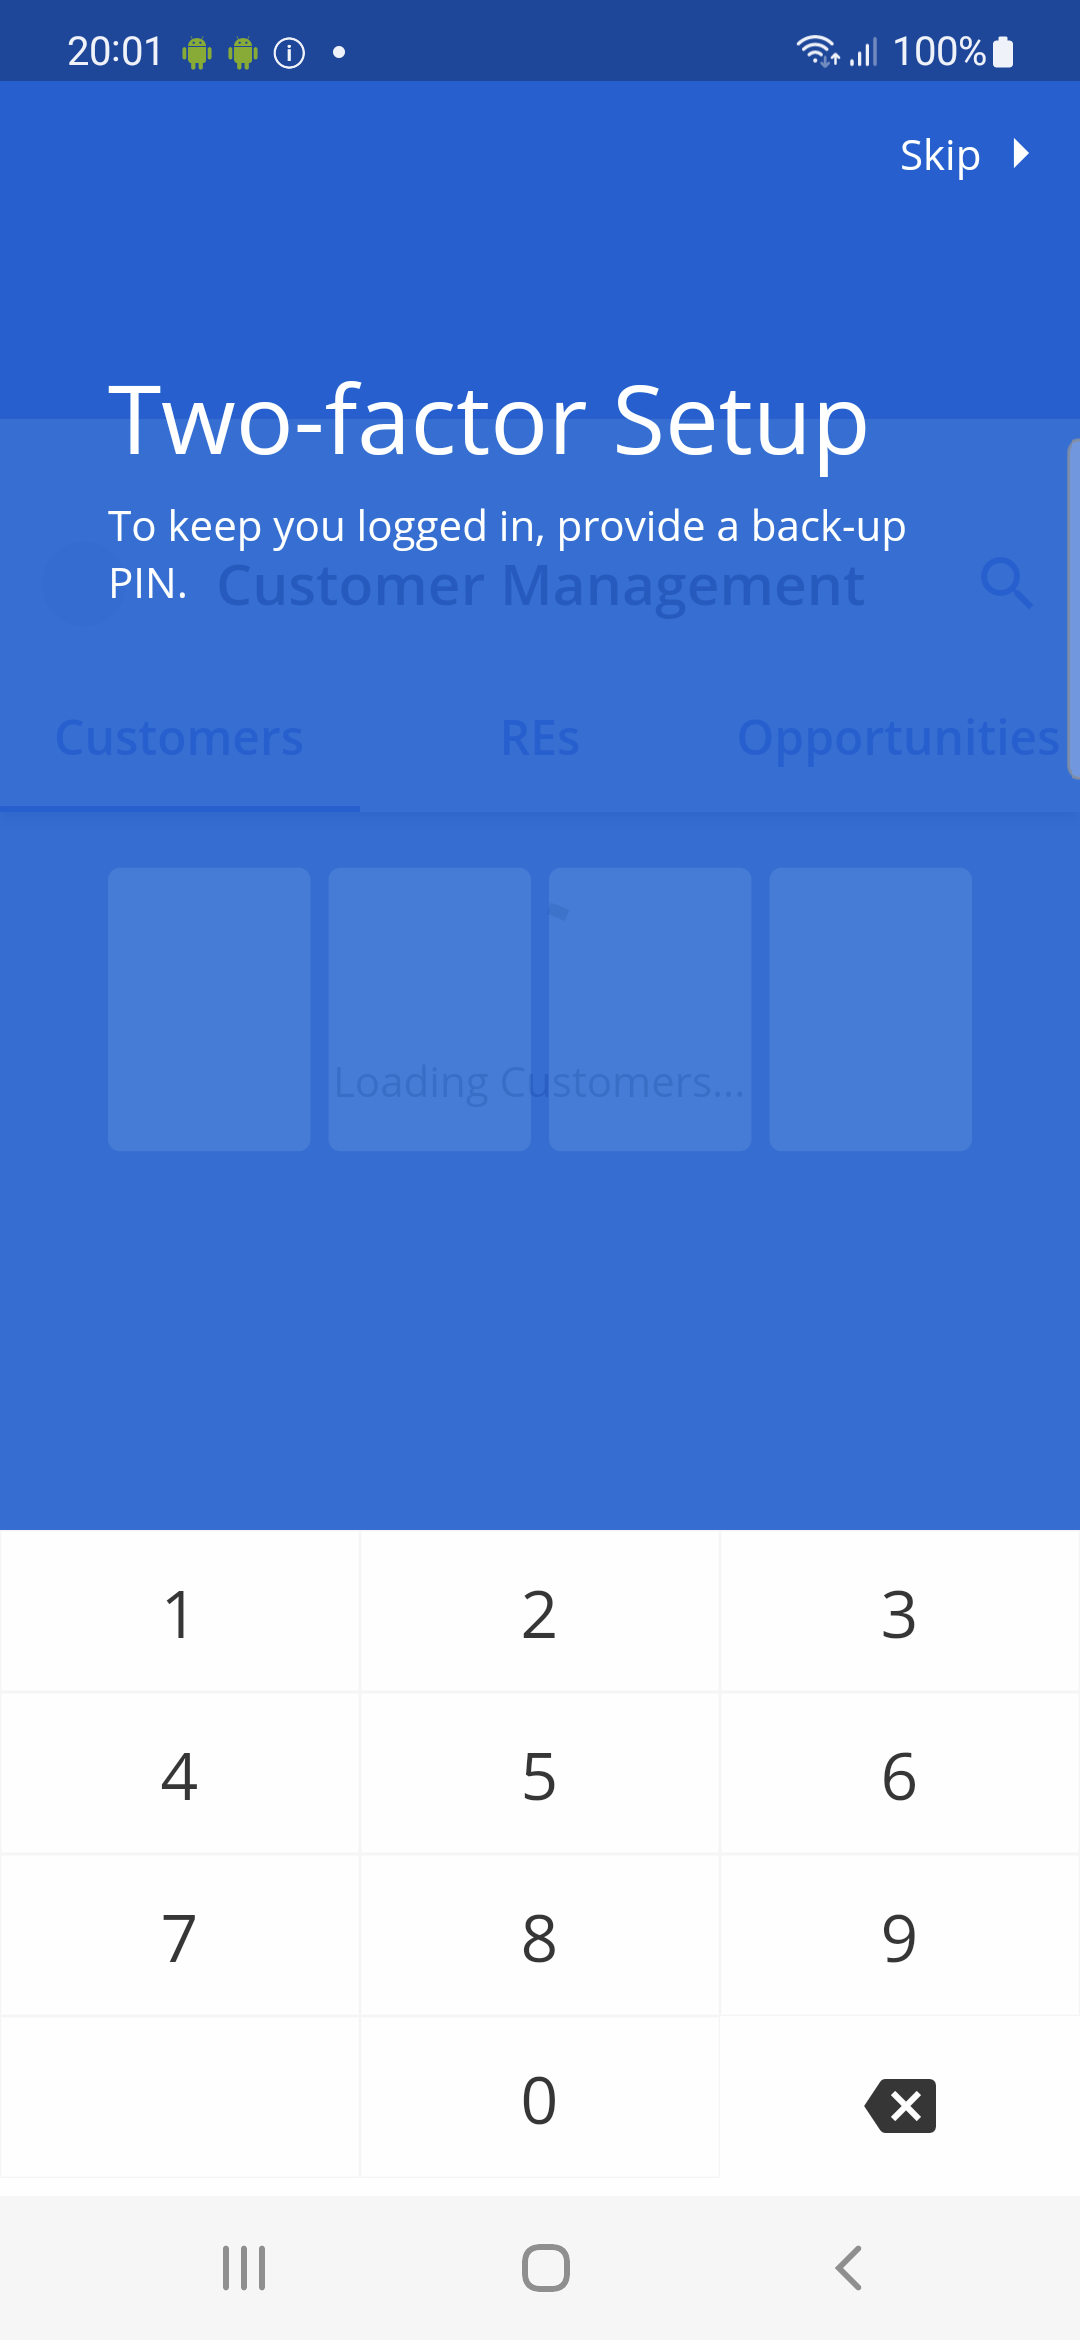 20:01
100%
Skip
Two-factor Setup
To keep you logged in, provide a back-up
PIN.
Customer Management
Customers REs Opportunities
Loading Customers...
1 2 3
4 5 6
7 8 9
0